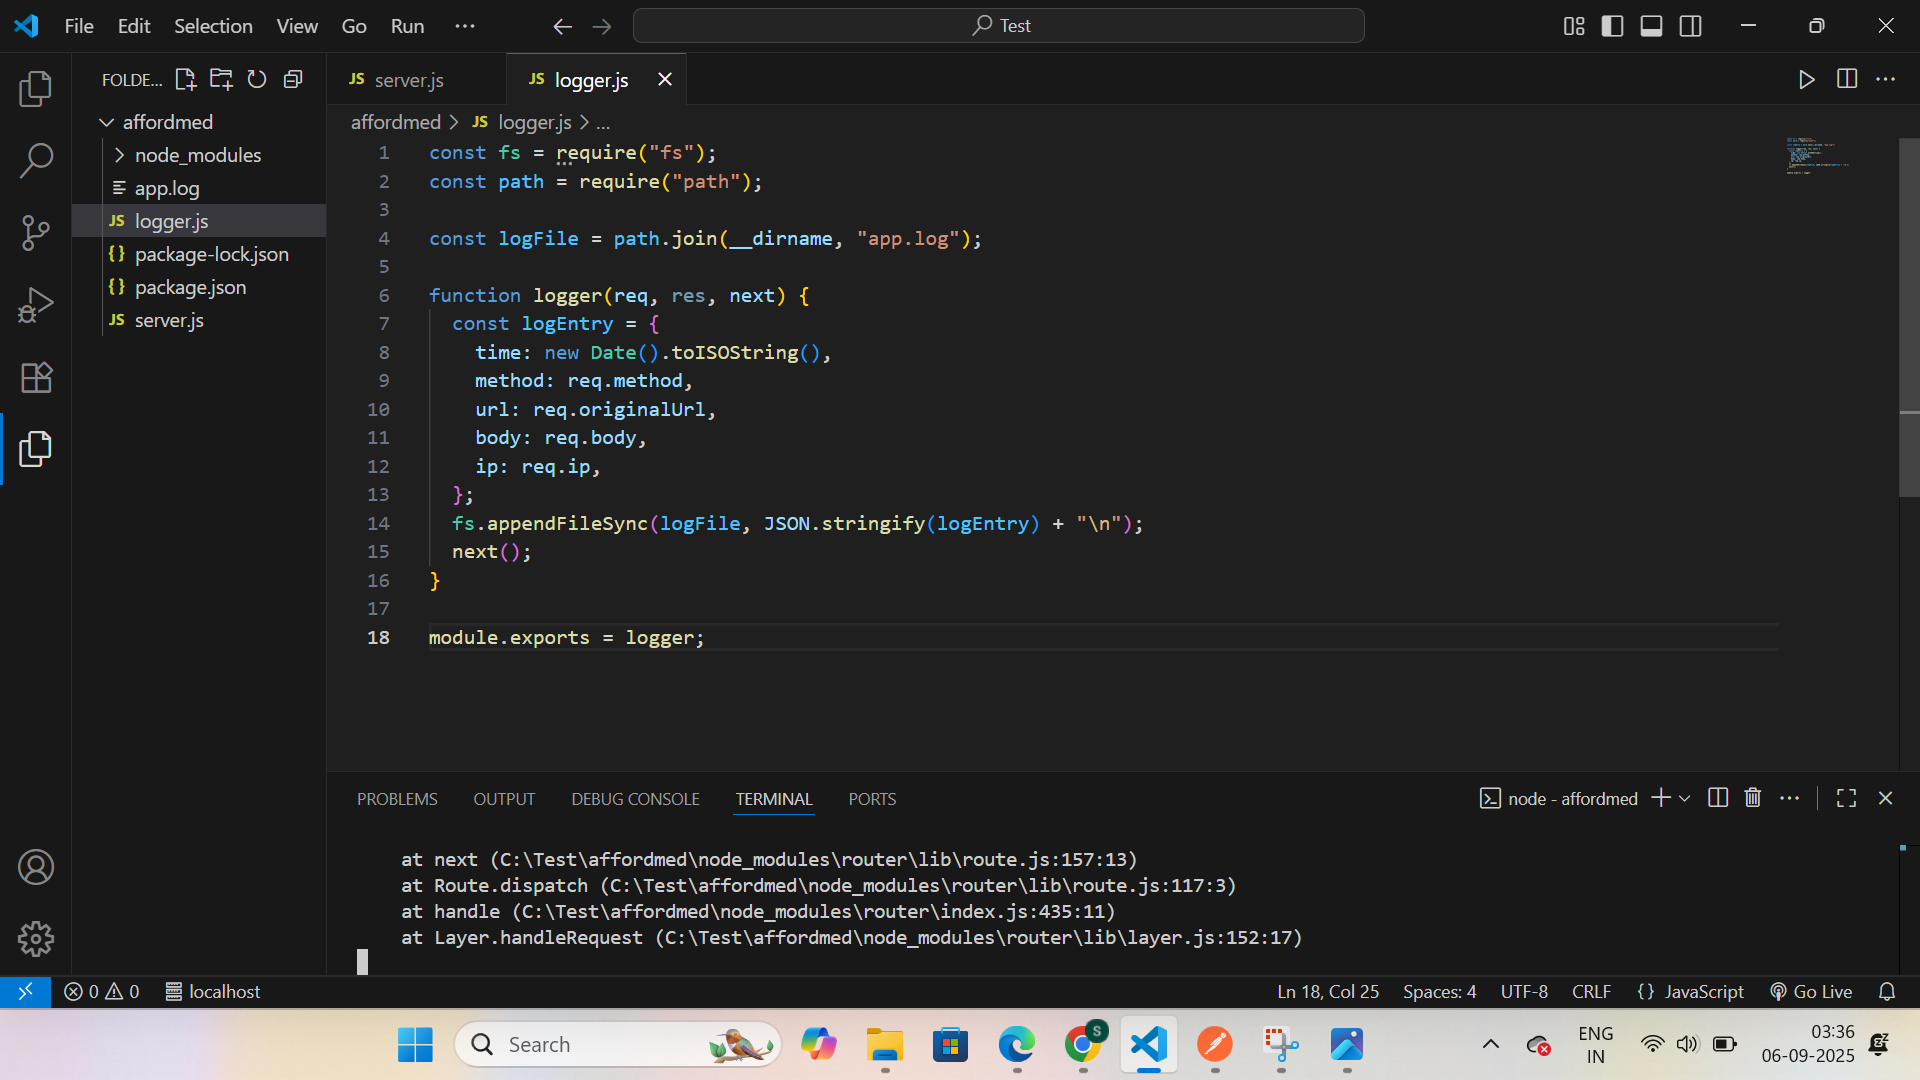 File Edit Selection View Go Run ... Test
FOLDE... JS server.js JS logger.js
affordmed affordmed > JS logger.js > ...
node_modules
app.log
JS logger.js
{} package-lock.json
{} package.json
JS server.js
1 const fs = require("fs");
2 const path = require("path");
3
4 const logFile = path.join(__dirname, "app.log");
5
6 function logger(req, res, next) {
7 const logEntry = {
8 time: new Date().toISOString(),
9 method: req.method,
10 url: req.originalUrl,
11 body: req.body,
12 ip: req.ip,
13 };
14 fs.appendFileSync(logFile, JSON.stringify(logEntry) + "\n");
15 next();
16 }
17
18 module.exports = logger;
PROBLEMS OUTPUT DEBUG CONSOLE TERMINAL PORTS node - affordmed
at next (C:\Test\affordmed\node_modules\router\lib\route.js:157:13)
at Route.dispatch (C:\Test\affordmed\node_modules\router\lib\route.js:117:3)
at handle (C:\Test\affordmed\node_modules\router\index.js:435:11)
at Layer.handleRequest (C:\Test\affordmed\node_modules\router\lib\layer.js:152:17)
0 0 localhost Ln 18, Col 25 Spaces: 4 UTF-8 CRLF {} JavaScript Go Live
Search S ENG 03:36
IN 06-09-2025